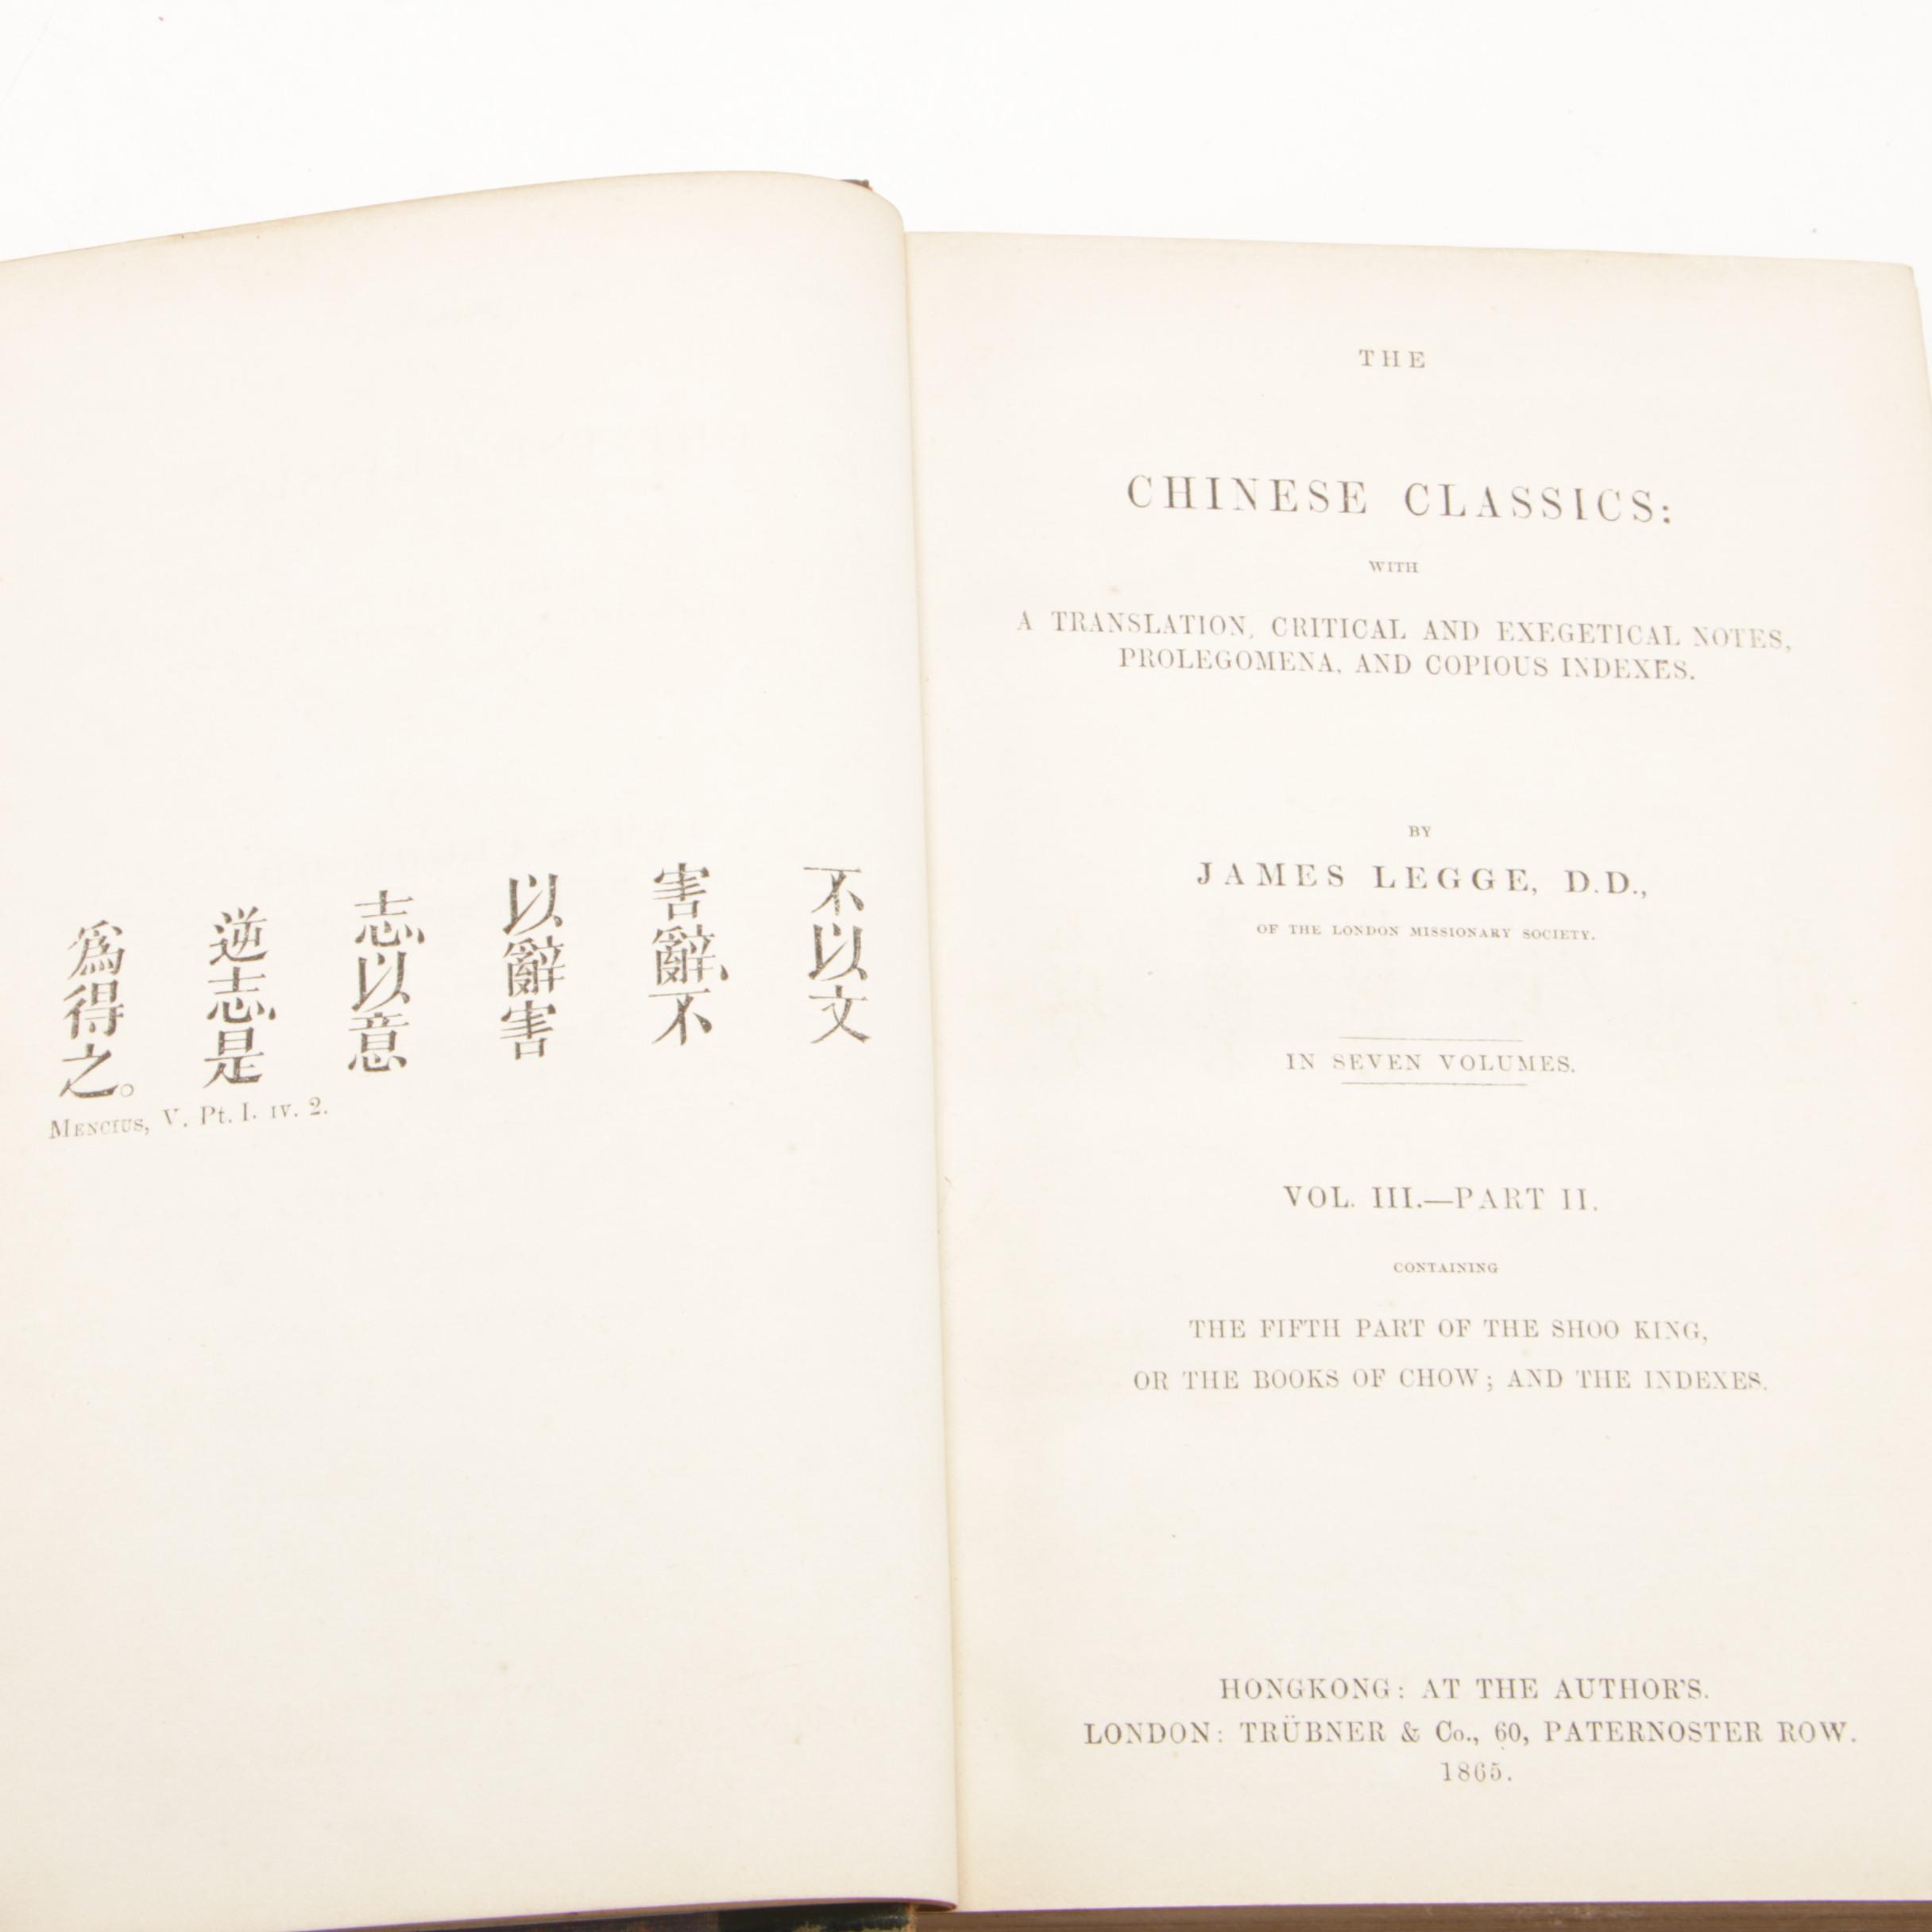 不以文
害辭、不
以辭害
志、以意
逆志、是
爲得之。
MENCIUS, V. Pt. I. IV. 2.
THE
CHINESE CLASSICS:
WITH
A TRANSLATION, CRITICAL AND EXEGETICAL NOTES,
PROLEGOMENA, AND COPIOUS INDEXES.
BY
JAMES LEGGE, D.D.,
OF THE LONDON MISSIONARY SOCIETY.
IN SEVEN VOLUMES.
VOL. III.—PART II.
CONTAINING
THE FIFTH PART OF THE SHOO KING,
OR THE BOOKS OF CHOW; AND THE INDEXES.
HONGKONG: AT THE AUTHOR'S.
LONDON: TRÜBNER & Co., 60, PATERNOSTER ROW.
1865.